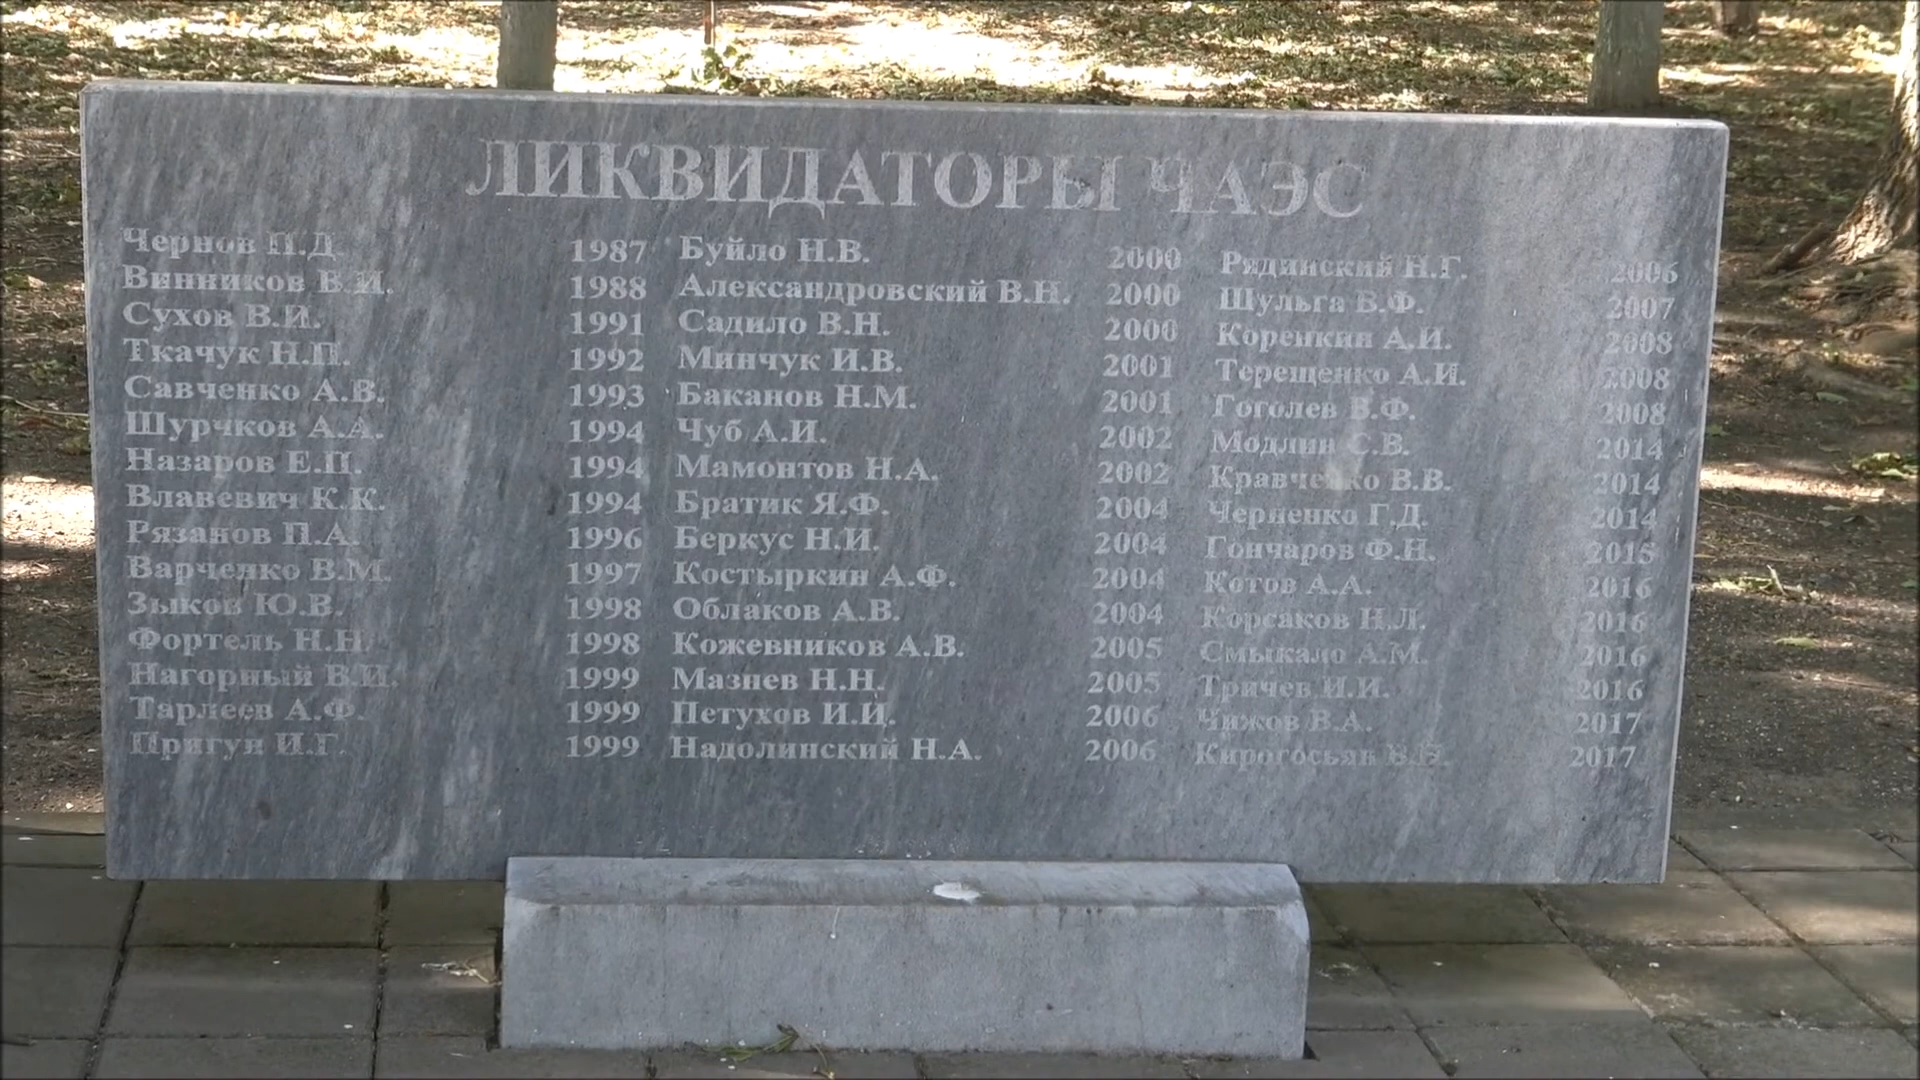 ЛИКВИДАТОРЫ ЧАЭС
Чернов П.Д. 1987
Винников В.И. 1988
Сухов В.И. 1991
Ткачук Н.П. 1992
Савченко А.В. 1993
Шурчков А.А. 1994
Назаров Е.П. 1994
Влавевич К.К. 1994
Рязанов П.А. 1996
Варченко В.М. 1997
Зыков Ю.В. 1998
Фортель Н.Н. 1998
Нагорный В.И. 1999
Тарлеев А.Ф. 1999
Пригун И.Г. 1999
Буйло Н.В. 2000
Александровский В.Н. 2000
Садило В.Н. 2000
Минчук И.В. 2001
Баканов Н.М. 2001
Чуб А.И. 2002
Мамонтов Н.А. 2002
Братик Я.Ф. 2004
Беркус Н.И. 2004
Костыркин А.Ф. 2004
Облаков А.В. 2004
Кожевников А.В. 2005
Мазнев Н.Н. 2005
Петухов И.И. 2006
Надолинский Н.А. 2006
Рядинский Н.Г. 2006
Шульга В.Ф. 2007
Коренкин А.И. 2008
Терещенко А.И. 2008
Гоголев В.Ф. 2008
Модлин С.В. 2014
Кравченко В.В. 2014
Черненко Г.Д. 2014
Гончаров Ф.Н. 2015
Котов А.А. 2016
Корсаков Н.Л. 2016
Смыкало А.М. 2016
Тричев И.И. 2016
Чижов В.А. 2017
Кирогосьян 2017